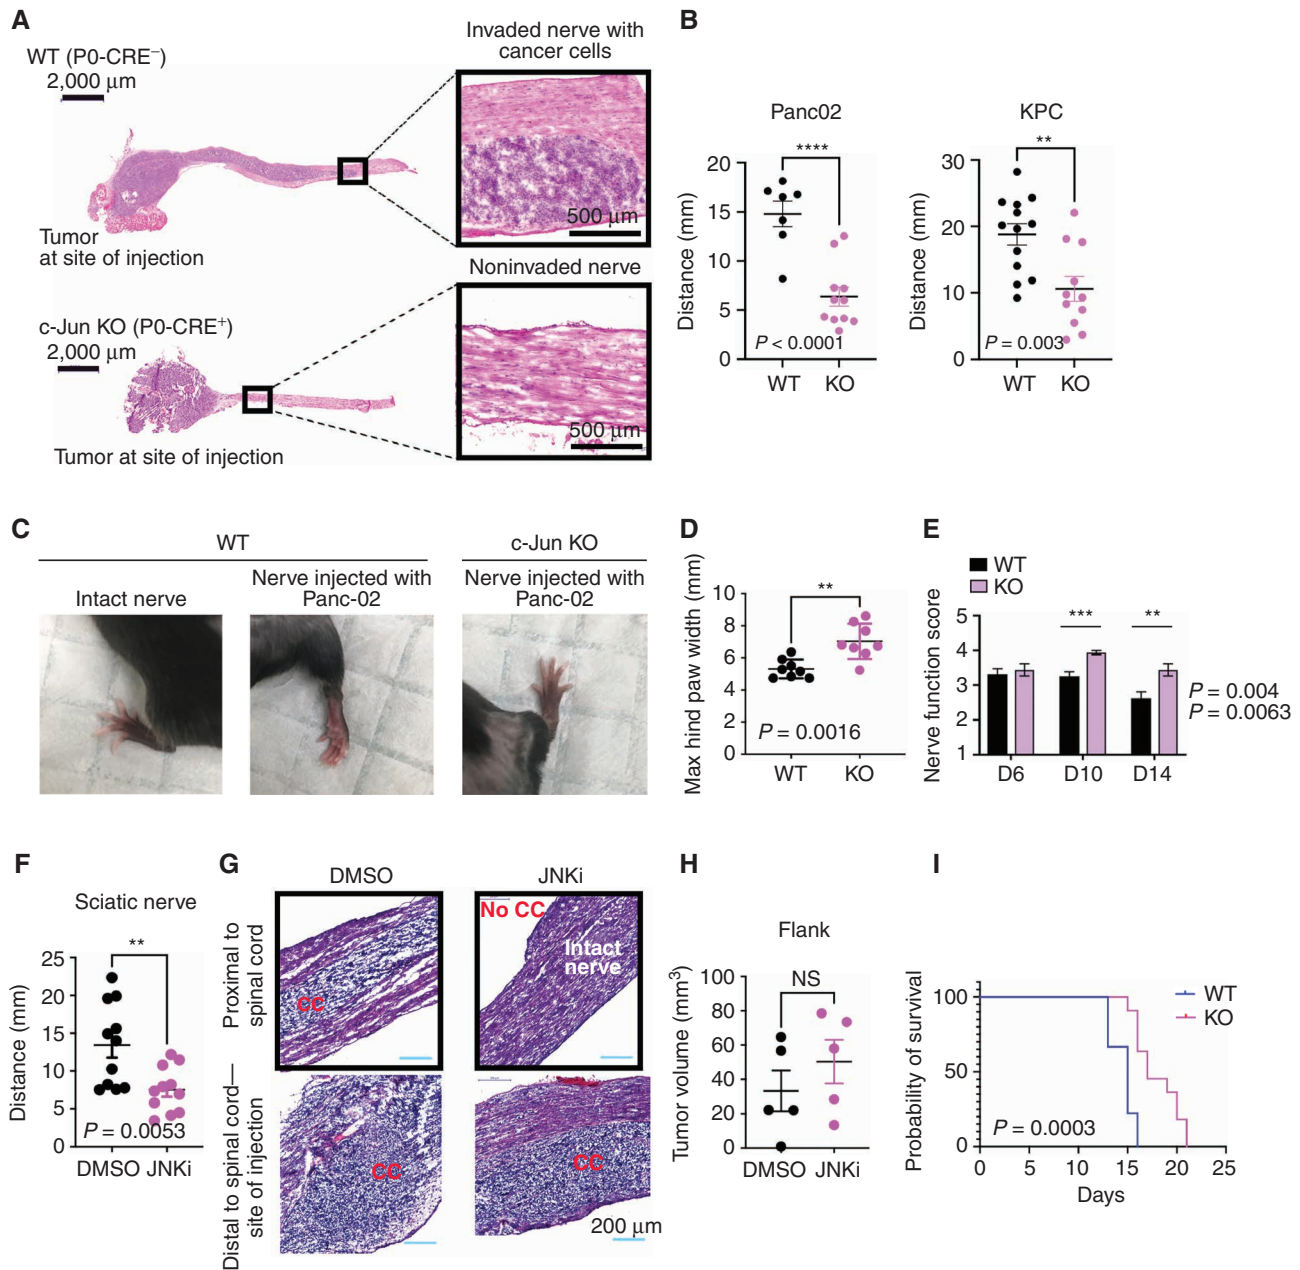 A
WT (P0-CRE⁻)
2,000 μm
Tumor
at site of injection
Invaded nerve with
cancer cells
500 μm
c-Jun KO (P0-CRE⁺)
2,000 μm
Tumor at site of injection
Noninvaded nerve
500 μm
B
Panc02
****
Distance (mm)
20
15
10
5
0
P < 0.0001
WT
KO
KPC
**
Distance (mm)
30
20
10
0
P = 0.003
WT
KO
C
WT
c-Jun KO
Intact nerve
Nerve injected with
Panc-02
Nerve injected with
Panc-02
D
Max hind paw width (mm)
10
8
6
4
2
0
**
P = 0.0016
WT
KO
E
WT
KO
Nerve function score
5
4
3
2
1
***
**
P = 0.004
P = 0.0063
D6
D10
D14
F
Sciatic nerve
**
Distance (mm)
25
20
15
10
5
0
P = 0.0053
DMSO
JNKi
G
DMSO
JNKi
Proximal to
spinal cord
Distal to spinal cord—
site of injection
CC
No CC
Intact
nerve
CC
CC
200 μm
H
Flank
NS
Tumor volume (mm³)
100
80
60
40
20
0
DMSO
JNKi
I
Probability of survival
100
50
0
WT
KO
P = 0.0003
0
5
10
15
20
25
Days